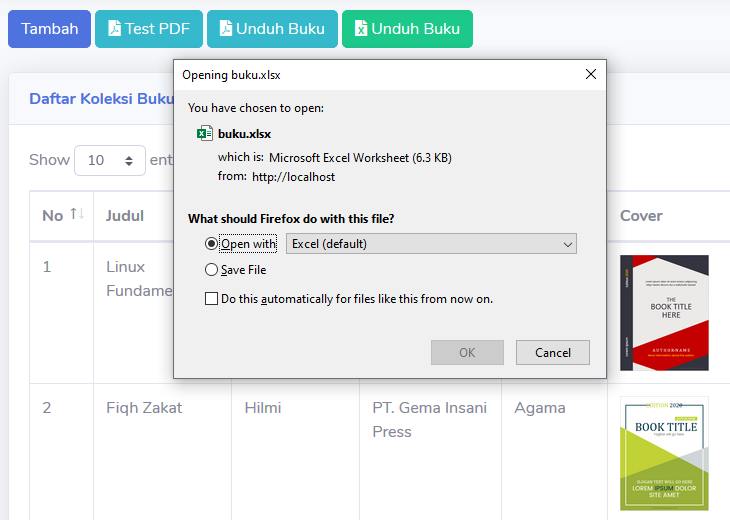 Tambah
Test PDF
Unduh Buku
Unduh Buku
Opening buku.xlsx
Daftar Koleksi Buku
You have chosen to open:
buku.xlsx
which is: Microsoft Excel Worksheet (6.3 KB)
from: http://localhost
Show 10 ent
What should Firefox do with this file?
Open with
Excel (default)
Save File
Do this automatically for files like this from now on.
OK
Cancel
No
Judul
Cover
1
Linux
Fundame
THE
BOOK TITLE
HERE
AUTHORNAME
2
Fiqh Zakat
Hilmi
PT. Gema Insani
Press
Agama
EDITION 2020
BOOK TITLE
LOREM IPSUM DOLOR
SITE AMET